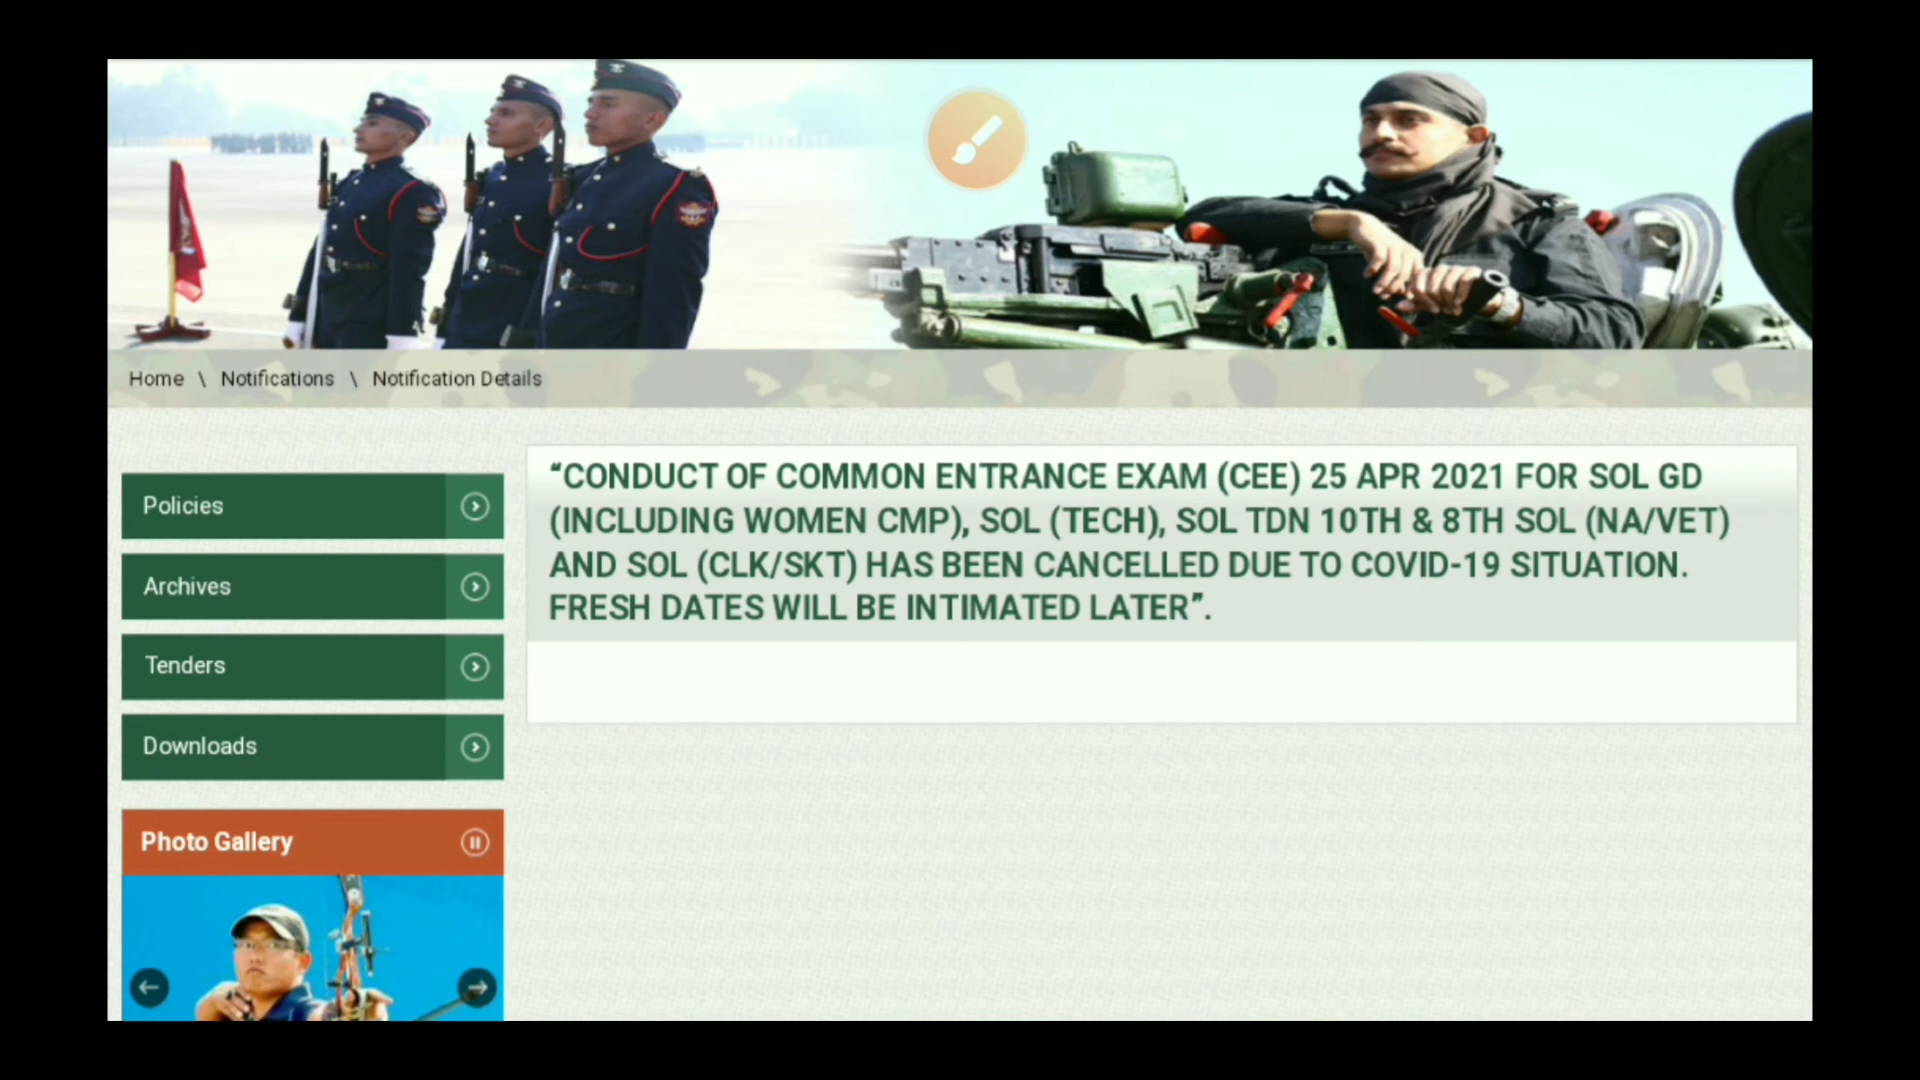 Home \ Notifications \ Notification Details
Policies
Archives
Tenders
Downloads
Photo Gallery
“CONDUCT OF COMMON ENTRANCE EXAM (CEE) 25 APR 2021 FOR SOL GD
(INCLUDING WOMEN CMP), SOL (TECH), SOL TDN 10TH & 8TH SOL (NA/VET)
AND SOL (CLK/SKT) HAS BEEN CANCELLED DUE TO COVID-19 SITUATION.
FRESH DATES WILL BE INTIMATED LATER”.